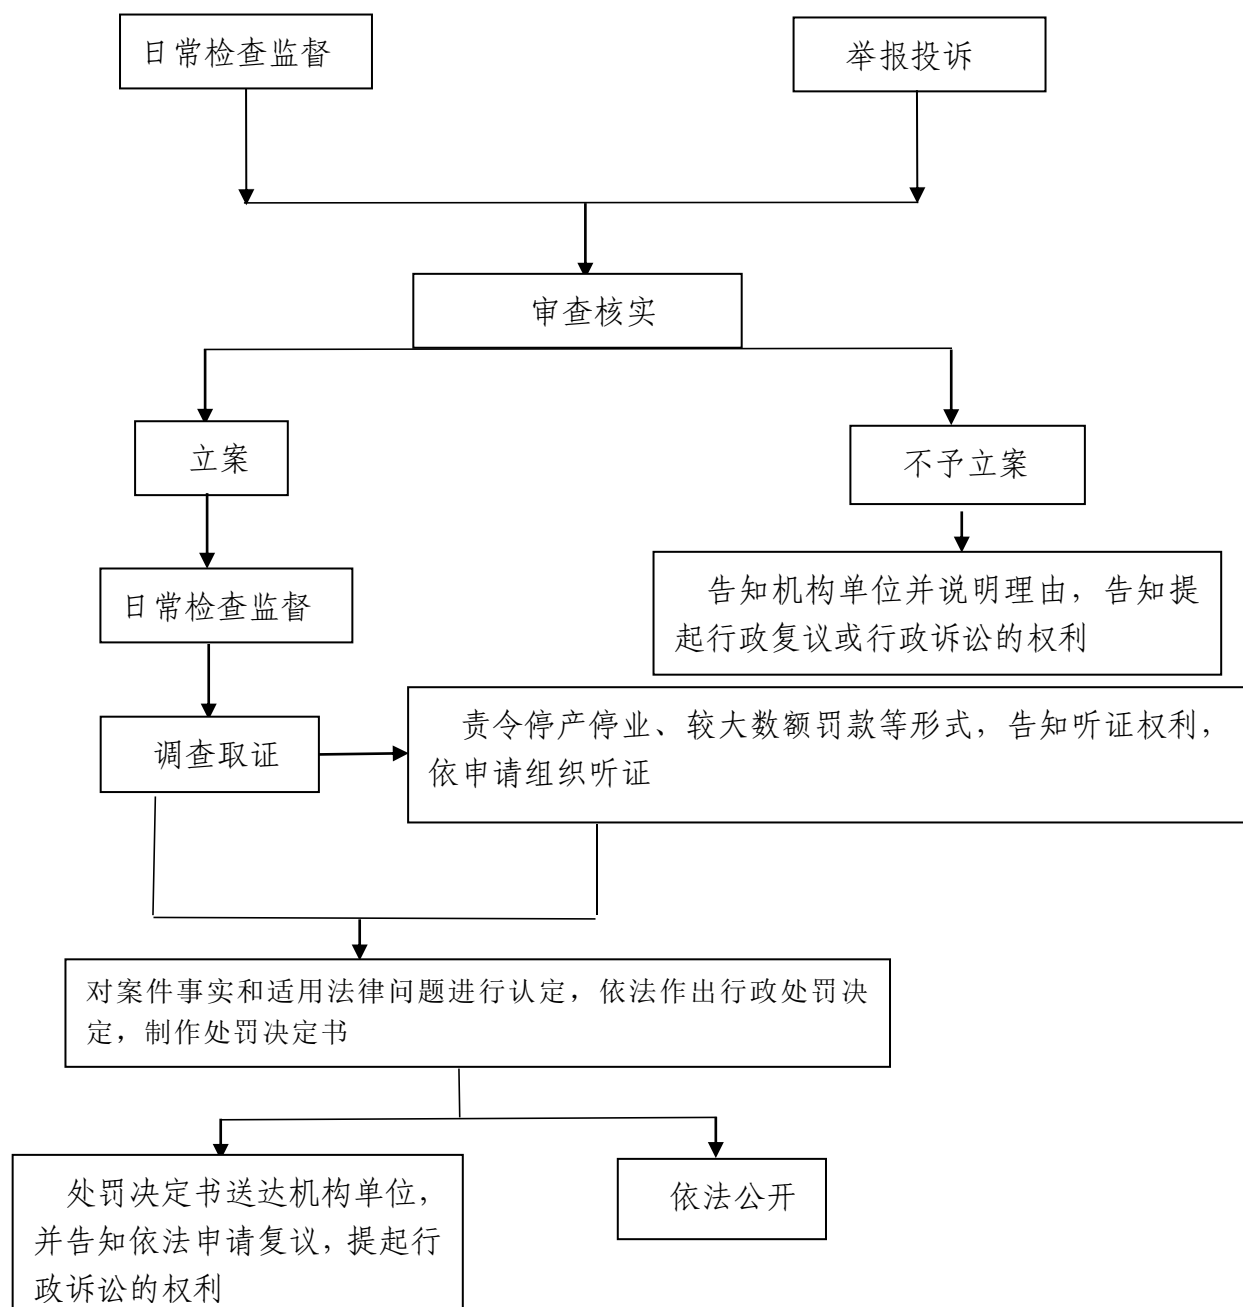 日常检查监督
举报投诉
审查核实
立案
不予立案
日常检查监督
告知机构单位并说明理由，告知提
起行政复议或行政诉讼的权利
调查取证
责令停产停业、较大数额罚款等形式，告知听证权利，
依申请组织听证
对案件事实和适用法律问题进行认定，依法作出行政处罚决
定，制作处罚决定书
处罚决定书送达机构单位，
并告知依法申请复议，提起行
政诉讼的权利
依法公开